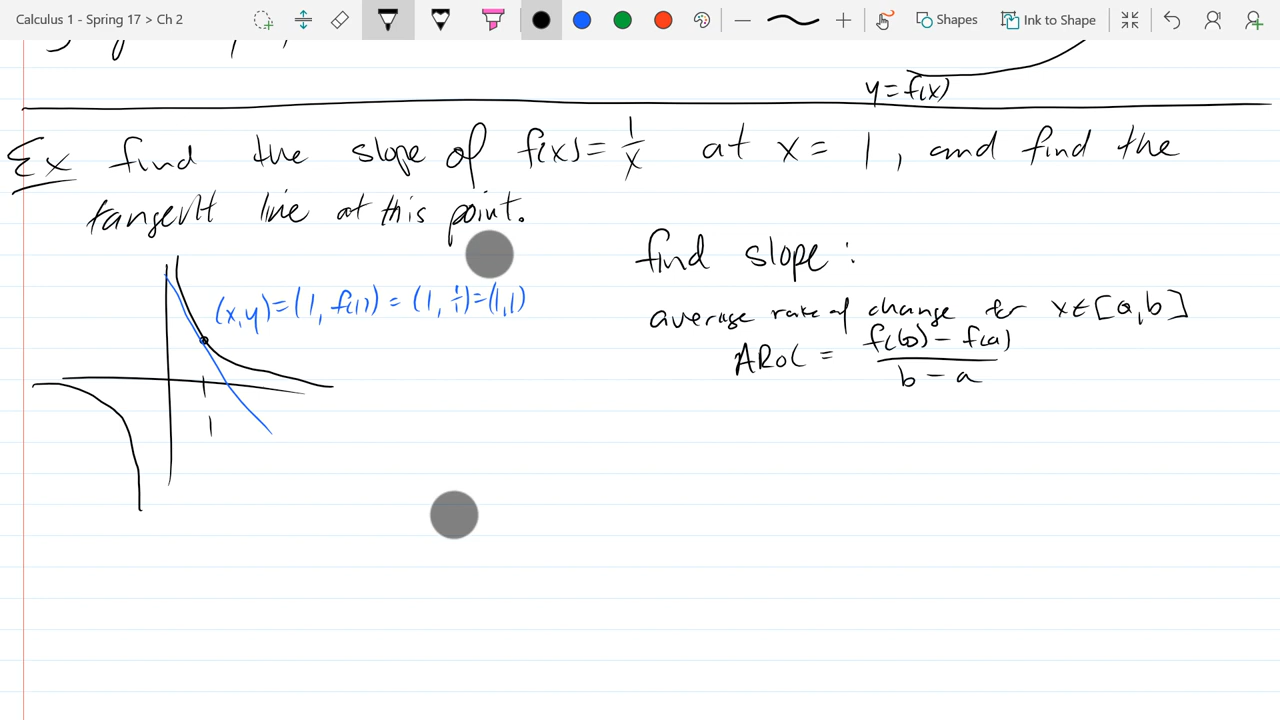 Calculus 1 - Spring 17 > Ch 2
Shapes
Ink to Shape
y = f(x)
Ex find the slope of f(x) = 1/x at x = 1, and find the
tangent line at this point.
(x,y) = (1, f(1)) = (1, 1/1) = (1,1)
1
find slope:
average rate of change for x ∈ [a,b]
AROC = f(b) - f(a) / b - a